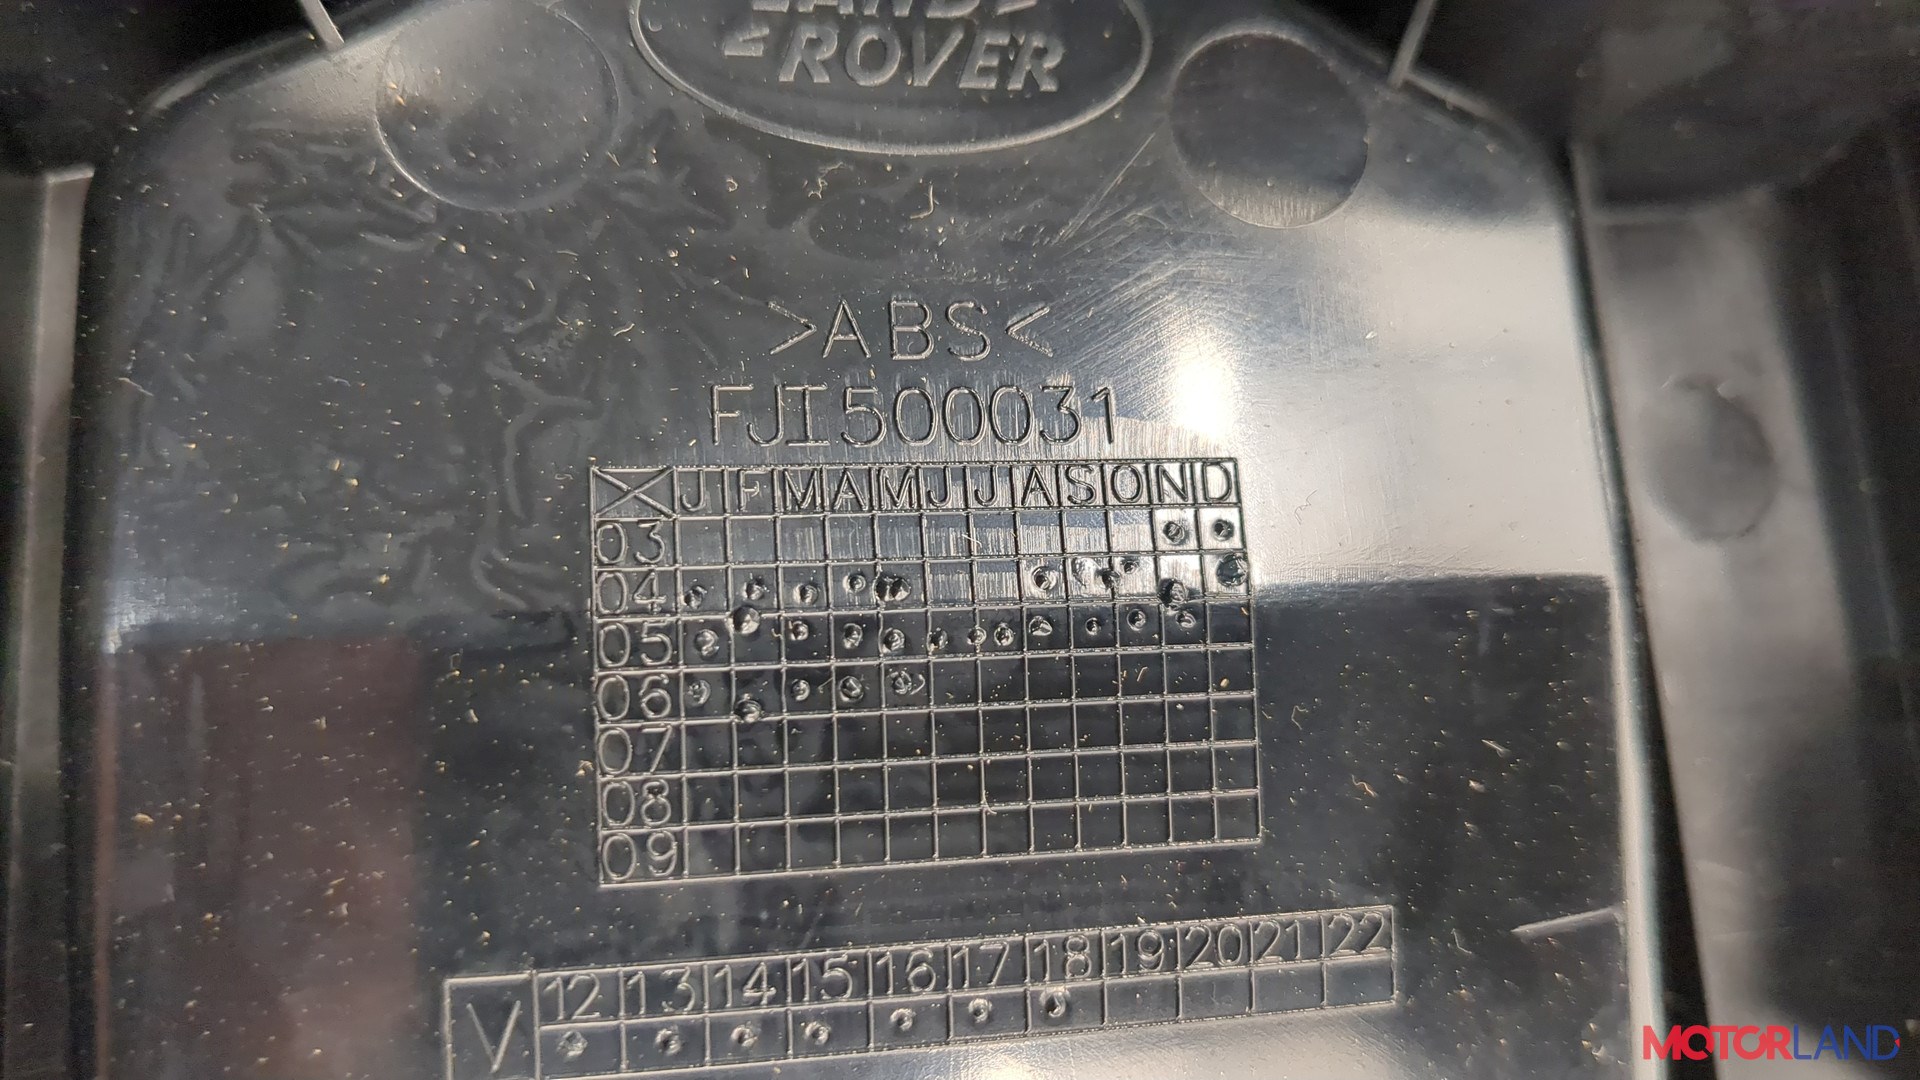 LAND
ROVER
>ABS<
FJI500031
J F M A M J J A S O N D
03
04
05
06
07
08
09
V 12 13 14 15 16 17 18 19 20 21 22
MOTORLAND